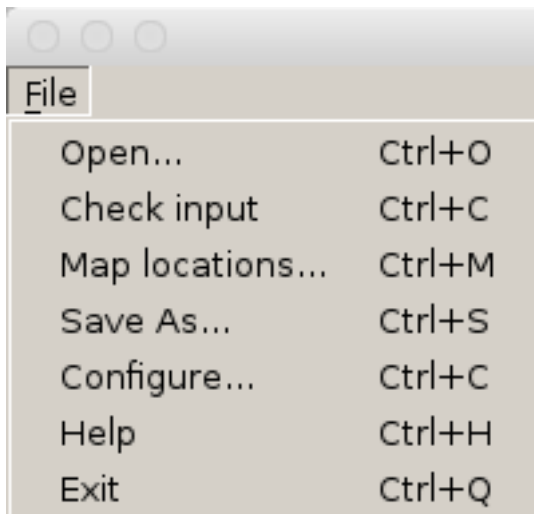 File
Open... Ctrl+O
Check input Ctrl+C
Map locations... Ctrl+M
Save As... Ctrl+S
Configure... Ctrl+C
Help Ctrl+H
Exit Ctrl+Q